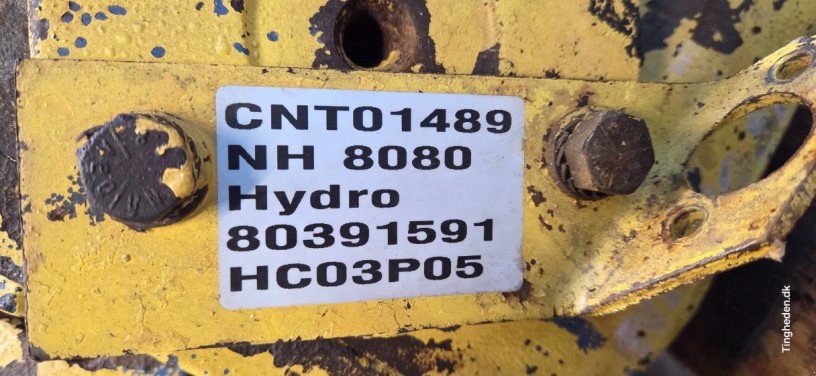 CNT01489
NH 8080
Hydro
80391591
HC03P05
Tingheden.dk